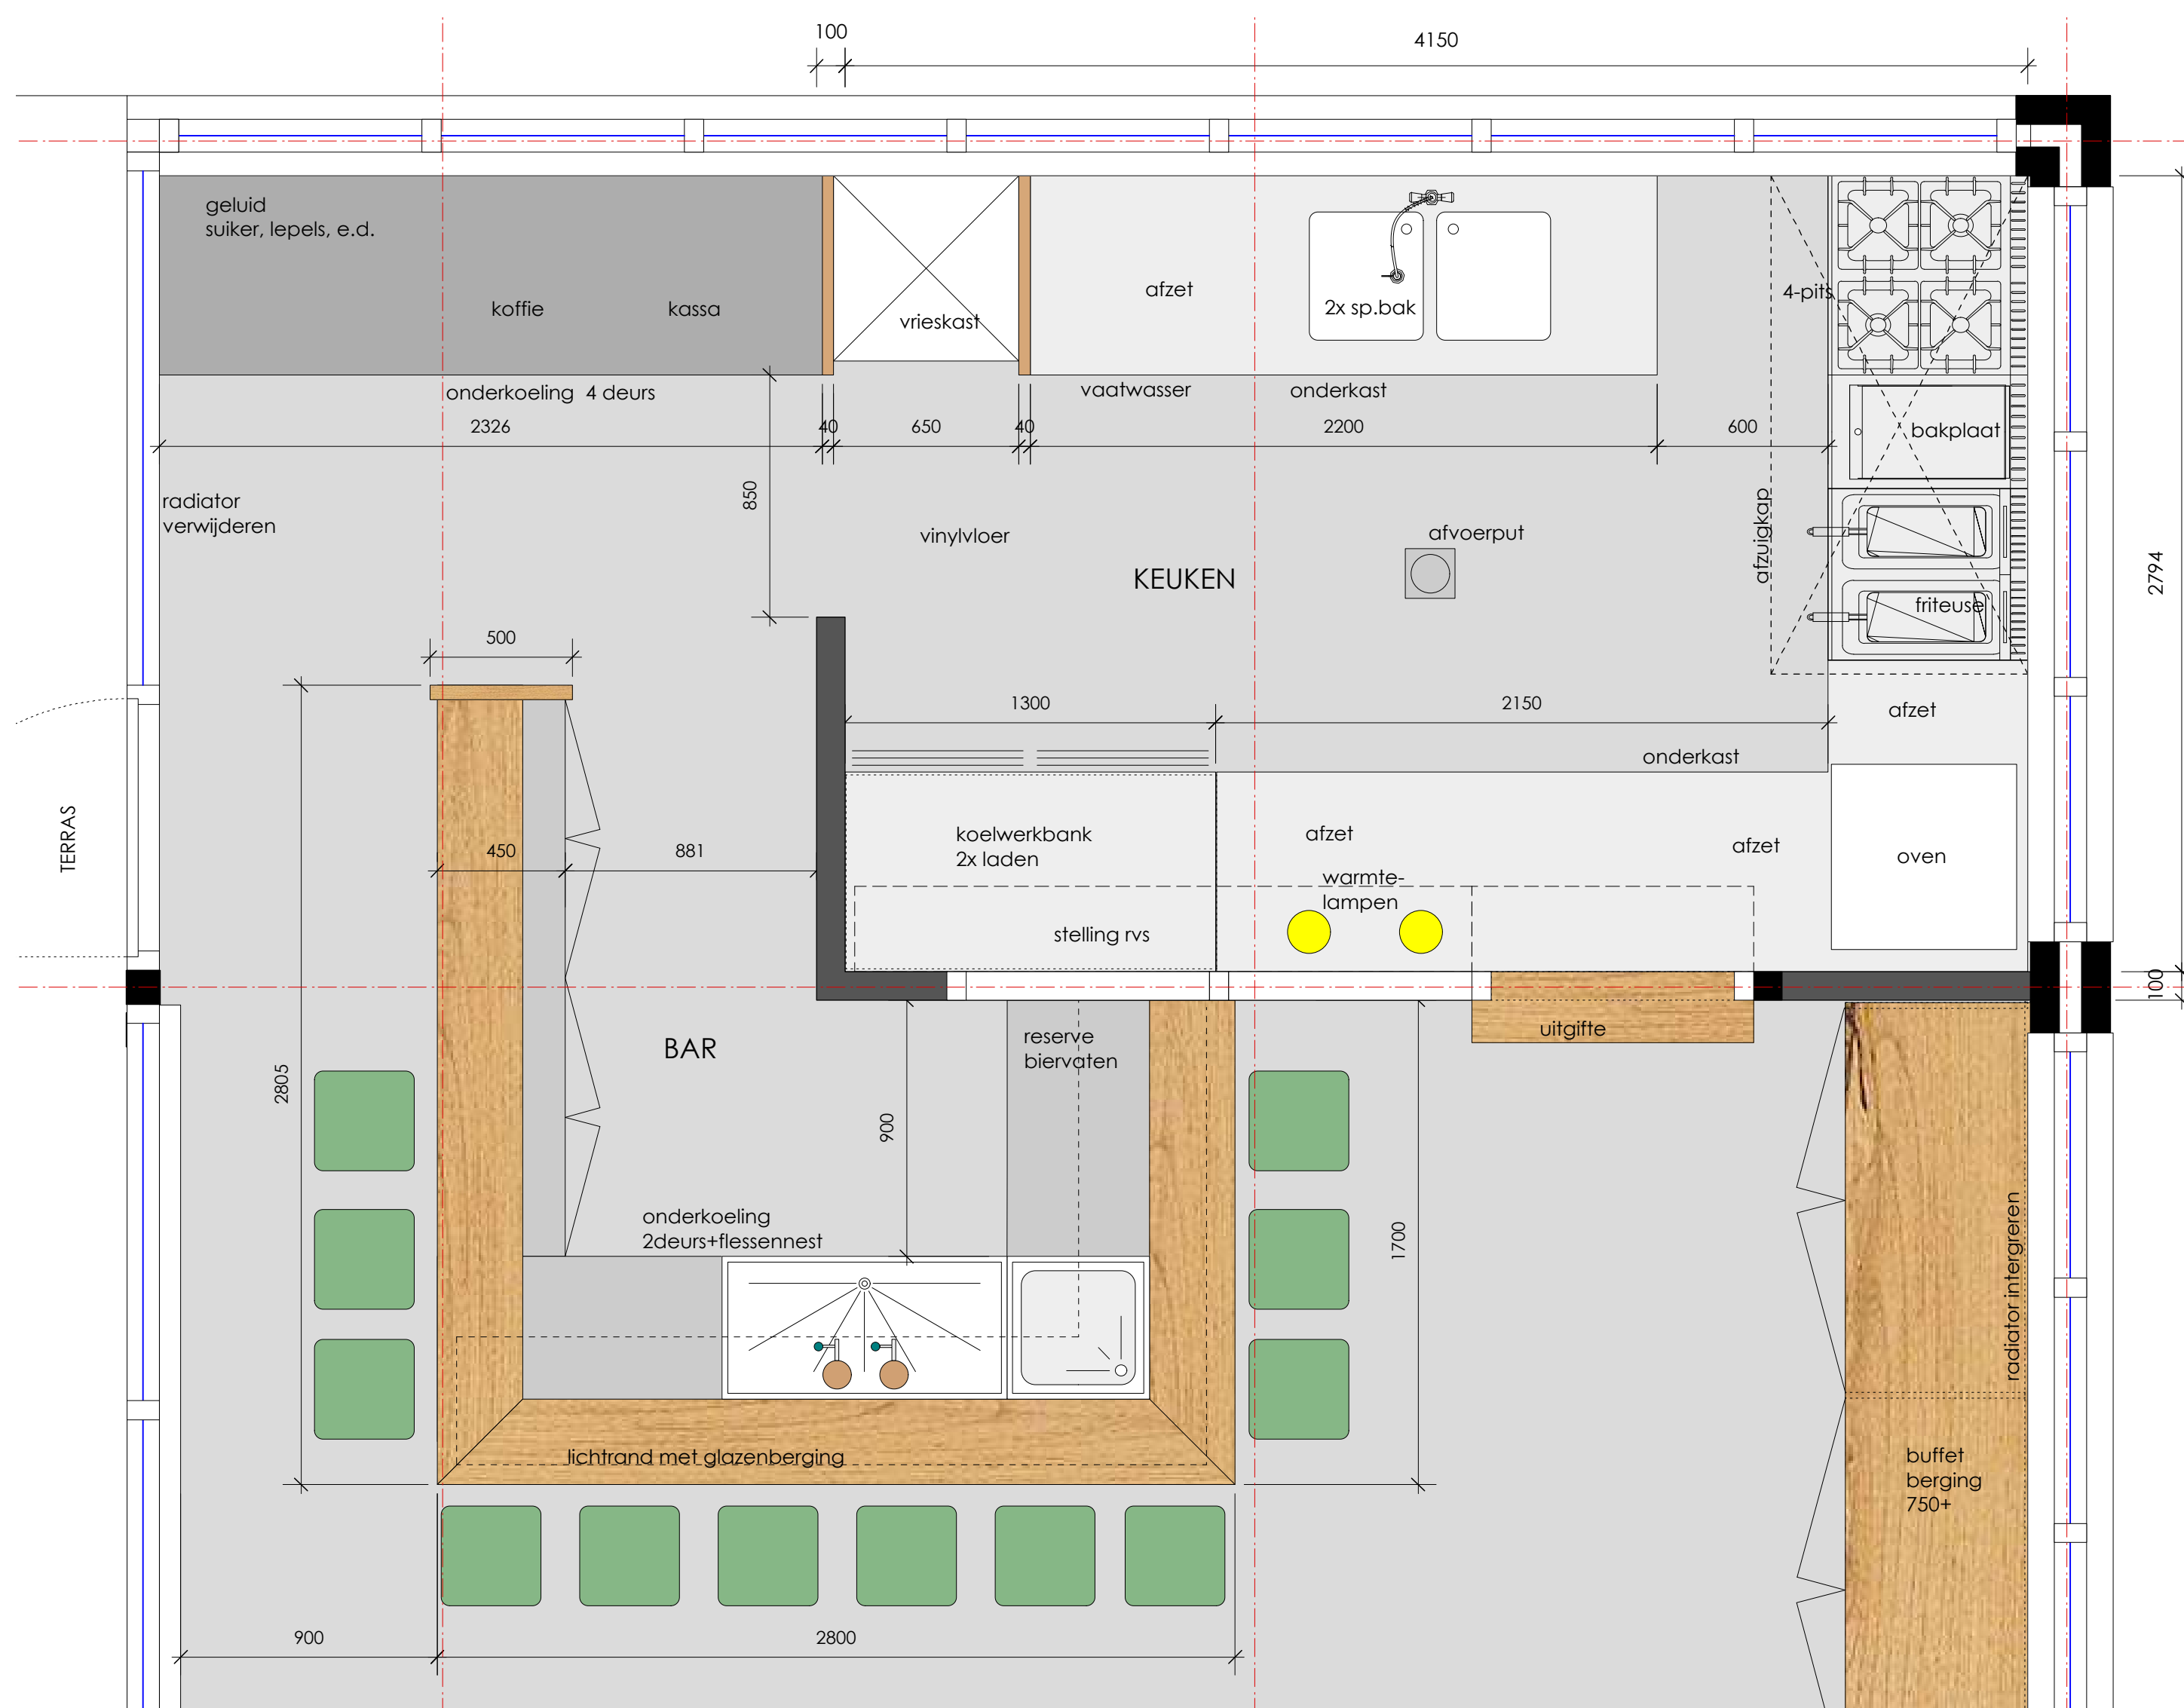 100
4150
geluid
suiker, lepels, e.d.
koffie
kassa
vrieskast
afzet
2x sp.bak
4-pits
onderkoeling 4 deurs
vaatwasser
onderkast
2326
40
650
40
2200
600
bakplaat
radiator
verwijderen
850
vinylvloer
afvoerput
afzuigkap
KEUKEN
2794
friteuse
500
1300
2150
afzet
onderkast
TERRAS
450
881
koelwerkbank
2x laden
afzet
afzet
oven
warmte-
lampen
stelling rvs
100
uitgifte
BAR
reserve
biervaten
2805
900
1700
onderkoeling
2deurs+flessennest
radiator intergreren
lichtrand met glazenberging
buffet
berging
750+
900
2800